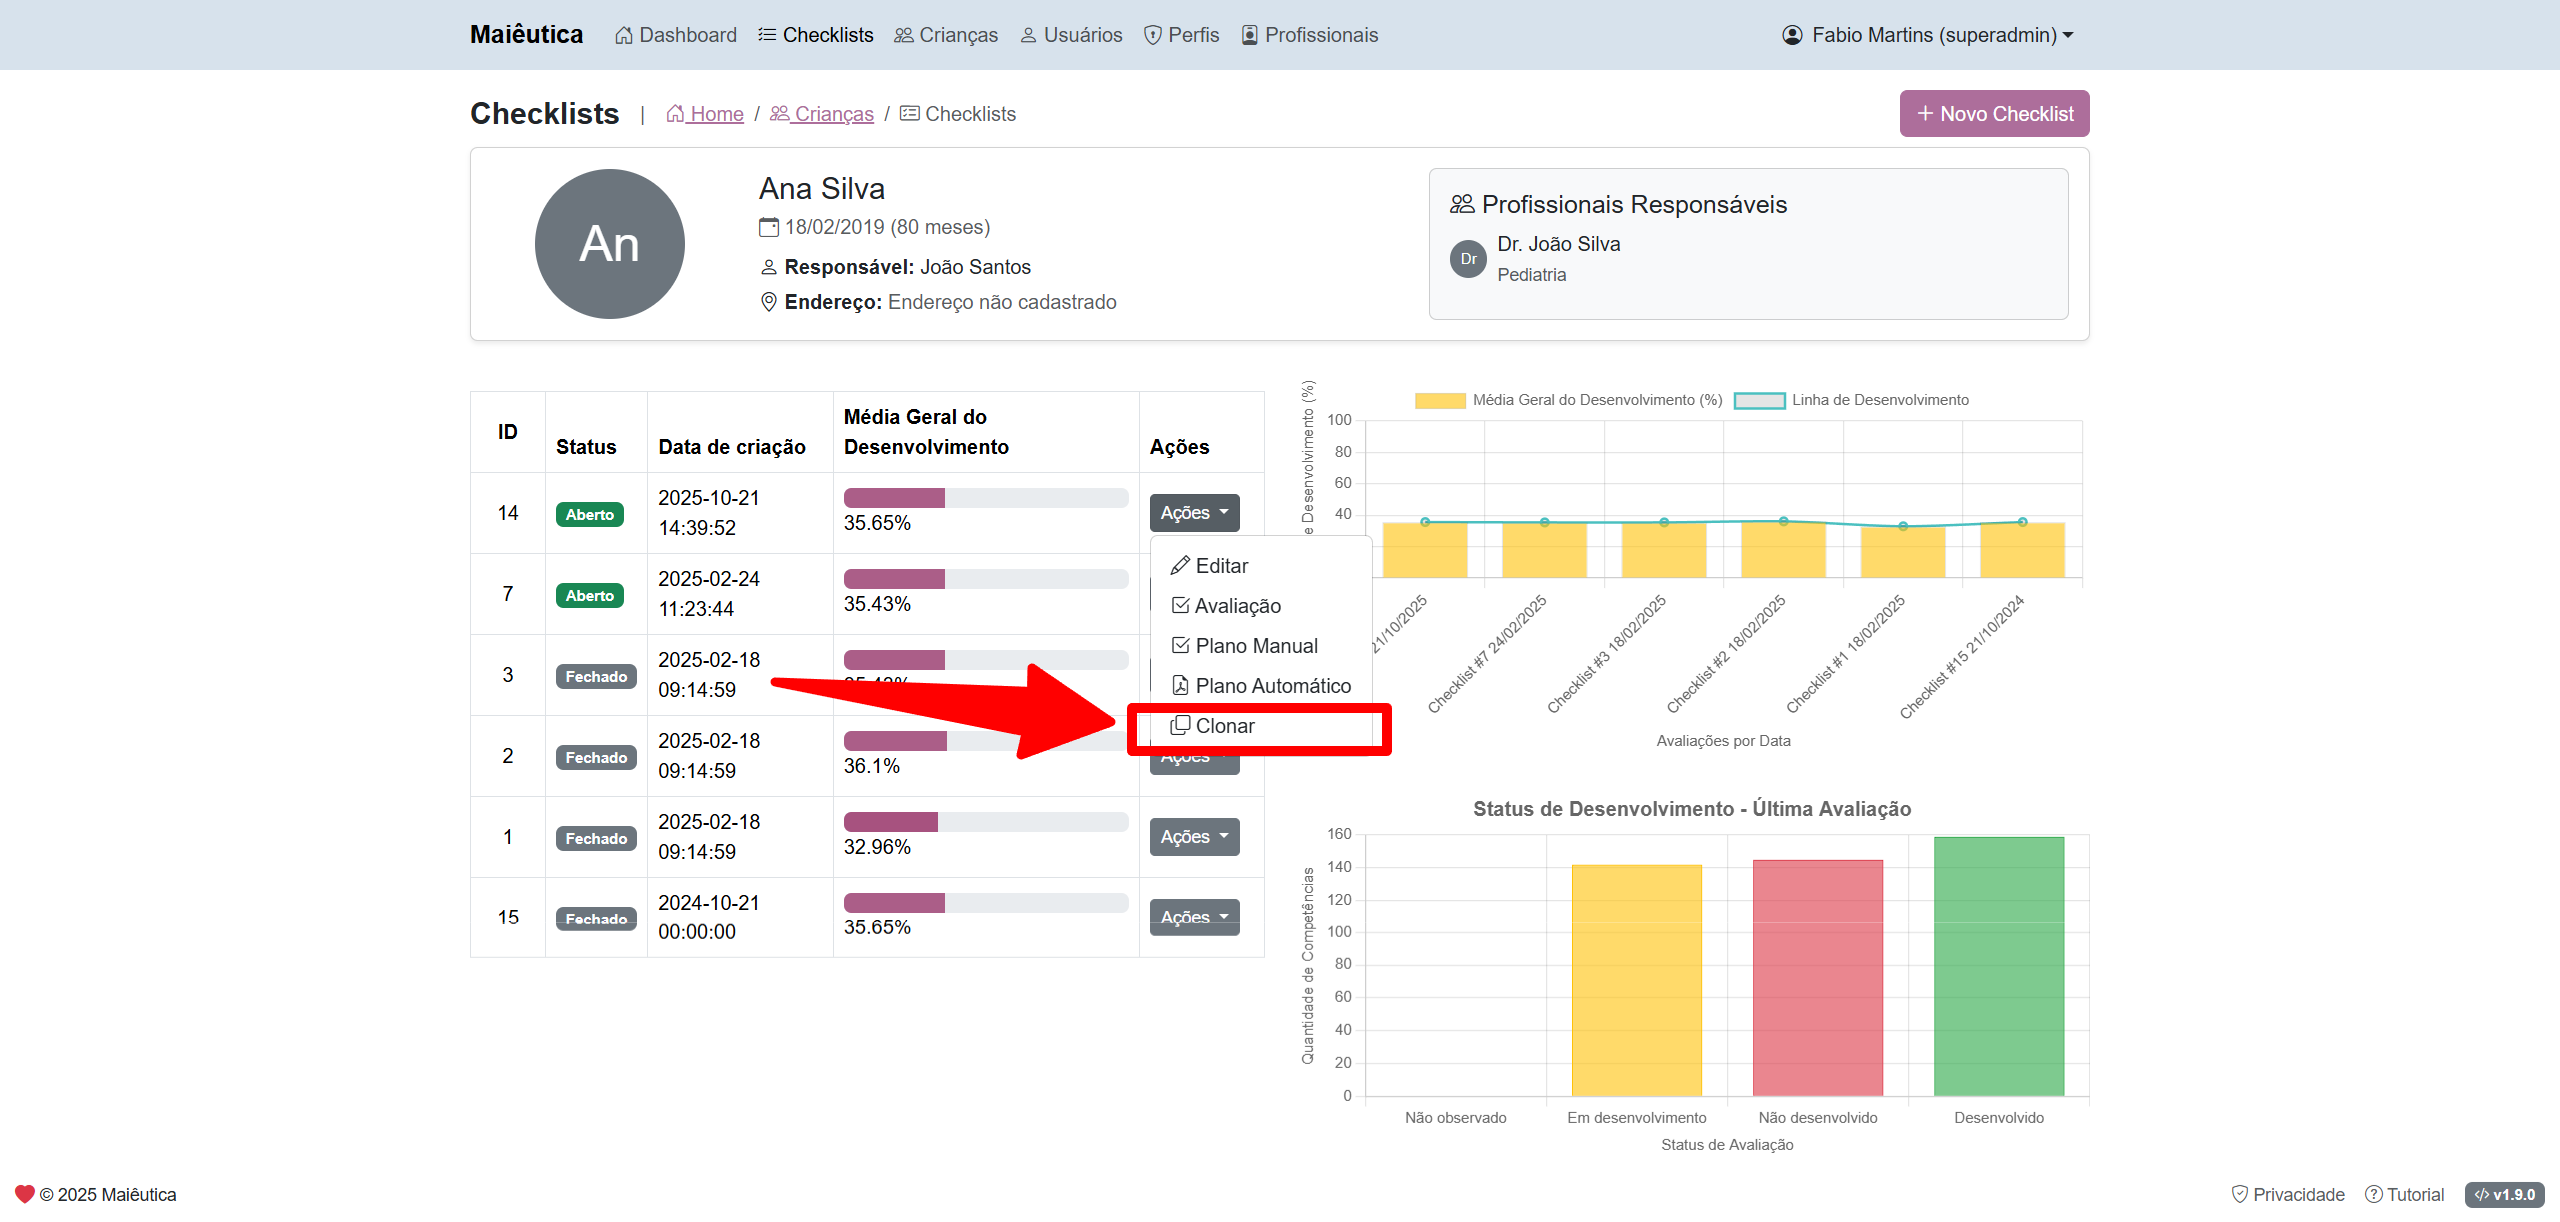 Maiêutica
Dashboard
Checklists
Crianças
Usuários
Perfis
Profissionais
Fabio Martins (superadmin)
Checklists | Home / Crianças / Checklists
Novo Checklist
An
Ana Silva
18/02/2019 (80 meses)
Responsável: João Santos
Endereço: Endereço não cadastrado
Profissionais Responsáveis
Dr
Dr. João Silva
Pediatria
ID
Status
Data de criação
Média Geral do
Desenvolvimento
Ações
14
Aberto
2025-10-21
14:39:52
35.65%
Ações
7
Aberto
2025-02-24
11:23:44
35.43%
3
Fechado
2025-02-18
09:14:59
2
Fechado
2025-02-18
09:14:59
36.1%
Ações
1
Fechado
2025-02-18
09:14:59
32.96%
Ações
15
Fechado
2024-10-21
00:00:00
35.65%
Ações
Editar
Avaliação
Plano Manual
Plano Automático
Clonar
Média Geral do Desenvolvimento (%)
Linha de Desenvolvimento
e Desenvolvimento (%)
100
80
60
40
21/10/2025
Checklist #7 24/02/2025
Checklist #3 18/02/2025
Checklist #2 18/02/2025
Checklist #1 18/02/2025
Checklist #15 21/10/2024
Avaliações por Data
Status de Desenvolvimento - Última Avaliação
Quantidade de Competências
160
140
120
100
80
60
40
20
0
Não observado
Em desenvolvimento
Não desenvolvido
Desenvolvido
Status de Avaliação
© 2025 Maiêutica
Privacidade
Tutorial
v1.9.0